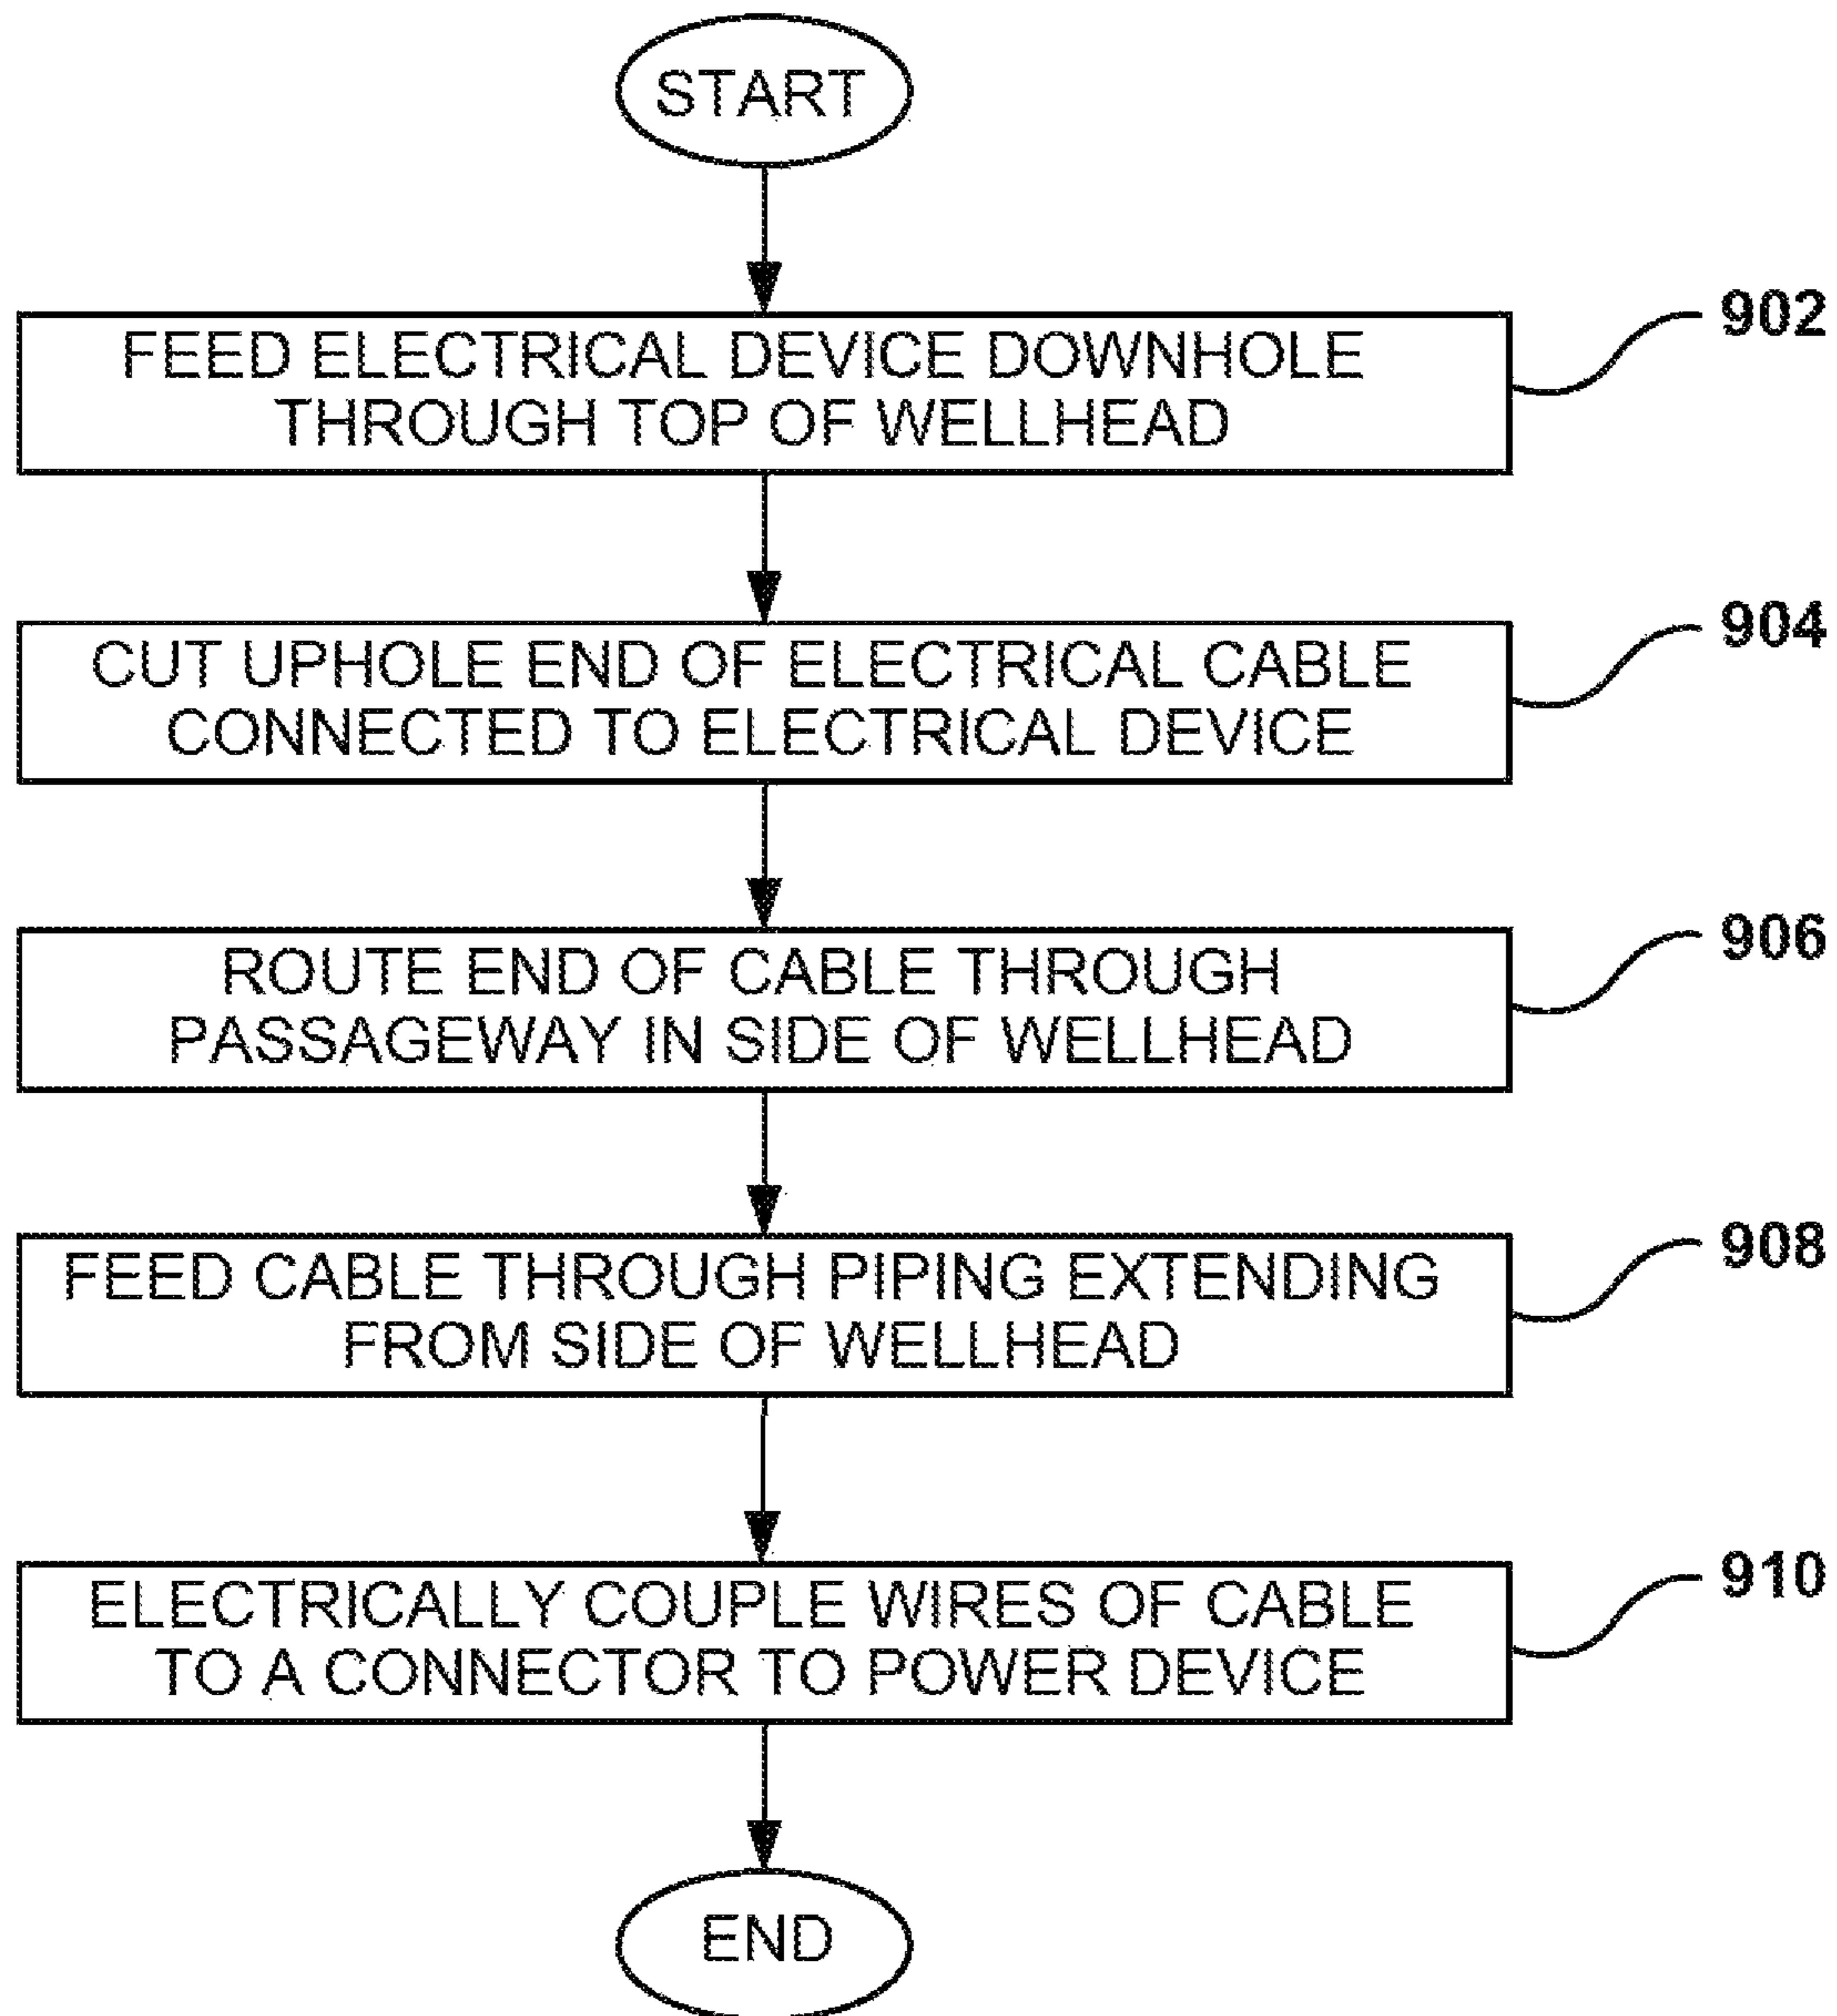 START
FEED ELECTRICAL DEVICE DOWNHOLE
THROUGH TOP OF WELLHEAD
902
CUT UPHOLE END OF ELECTRICAL CABLE
CONNECTED TO ELECTRICAL DEVICE
904
ROUTE END OF CABLE THROUGH
PASSAGEWAY IN SIDE OF WELLHEAD
906
FEED CABLE THROUGH PIPING EXTENDING
FROM SIDE OF WELLHEAD
908
ELECTRICALLY COUPLE WIRES OF CABLE
TO A CONNECTOR TO POWER DEVICE
910
END